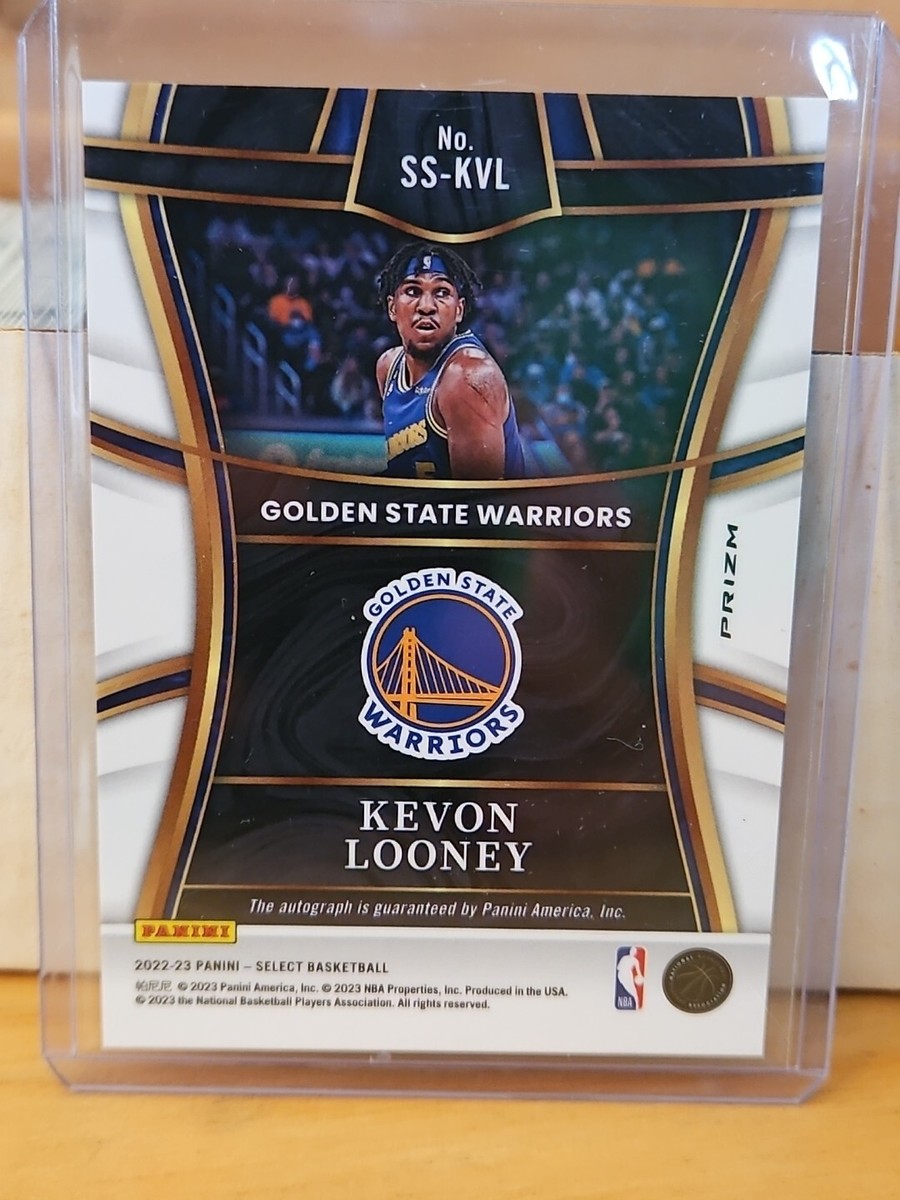 No.
SS-KVL
WARRIORS
GOLDEN STATE WARRIORS
PRIZM
GOLDEN STATE
WARRIORS
KEVON
LOONEY
The autograph is guaranteed by Panini America, Inc.
PANINI
2022-23 PANINI – SELECT BASKETBALL
帕尼尼 © 2023 Panini America, Inc. © 2023 NBA Properties, Inc. Produced in the USA.
© 2023 the National Basketball Players Association. All rights reserved.
NBA